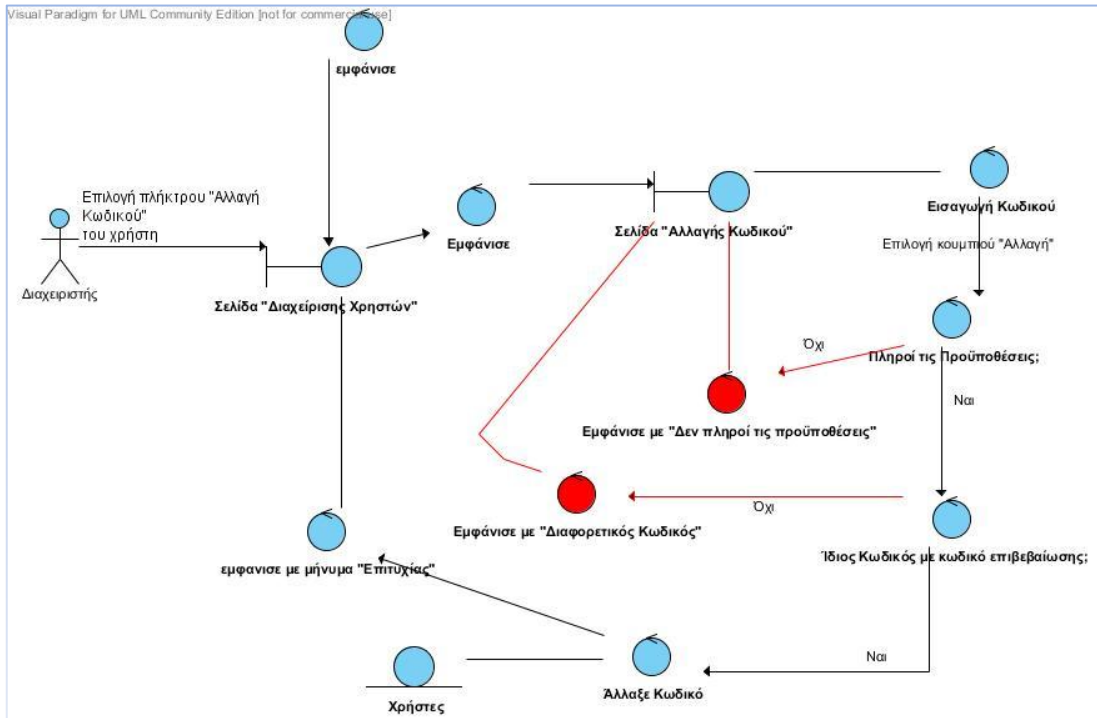 Visual Paradigm for UML Community Edition [not for commercial use]
εμφάνισε
Επιλογή πλήκτρου "Αλλαγή
Κωδικού"
του χρήστη
Διαχειριστής
Σελίδα "Διαχείρισης Χρηστών"
Εμφάνισε
Σελίδα "Αλλαγής Κωδικού"
Εισαγωγή Κωδικού
Επιλογή κουμπιού "Αλλαγή"
Πληροί τις Προϋποθέσεις;
Όχι
Ναι
Εμφάνισε με "Δεν πληροί τις προϋποθέσεις"
Εμφάνισε με "Διαφορετικός Κωδικός"
Όχι
Ίδιος Κωδικός με κωδικό επιβεβαίωσης;
εμφανισε με μήνυμα "Επιτυχίας"
Ναι
Άλλαξε Κωδικό
Χρήστες